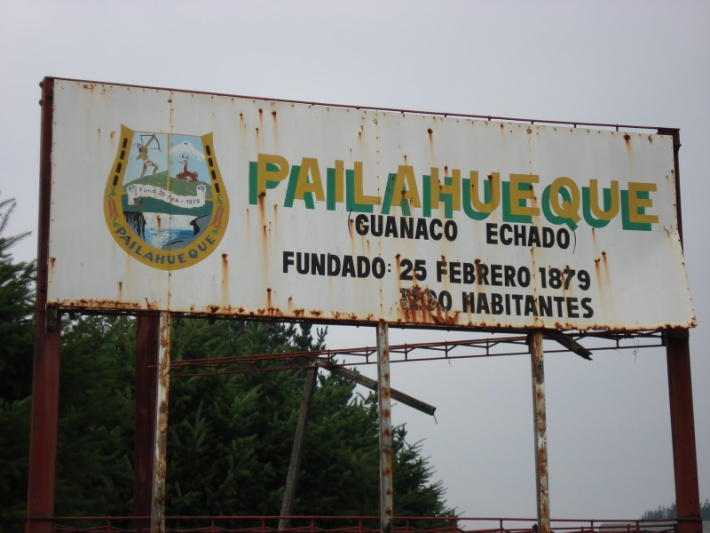 PAILAHUEQUE
(GUANACO ECHADO)
FUNDADO: 25 FEBRERO 1879
HABITANTES
Fund. 25 Feb - 1879
PAILAHUEQUE